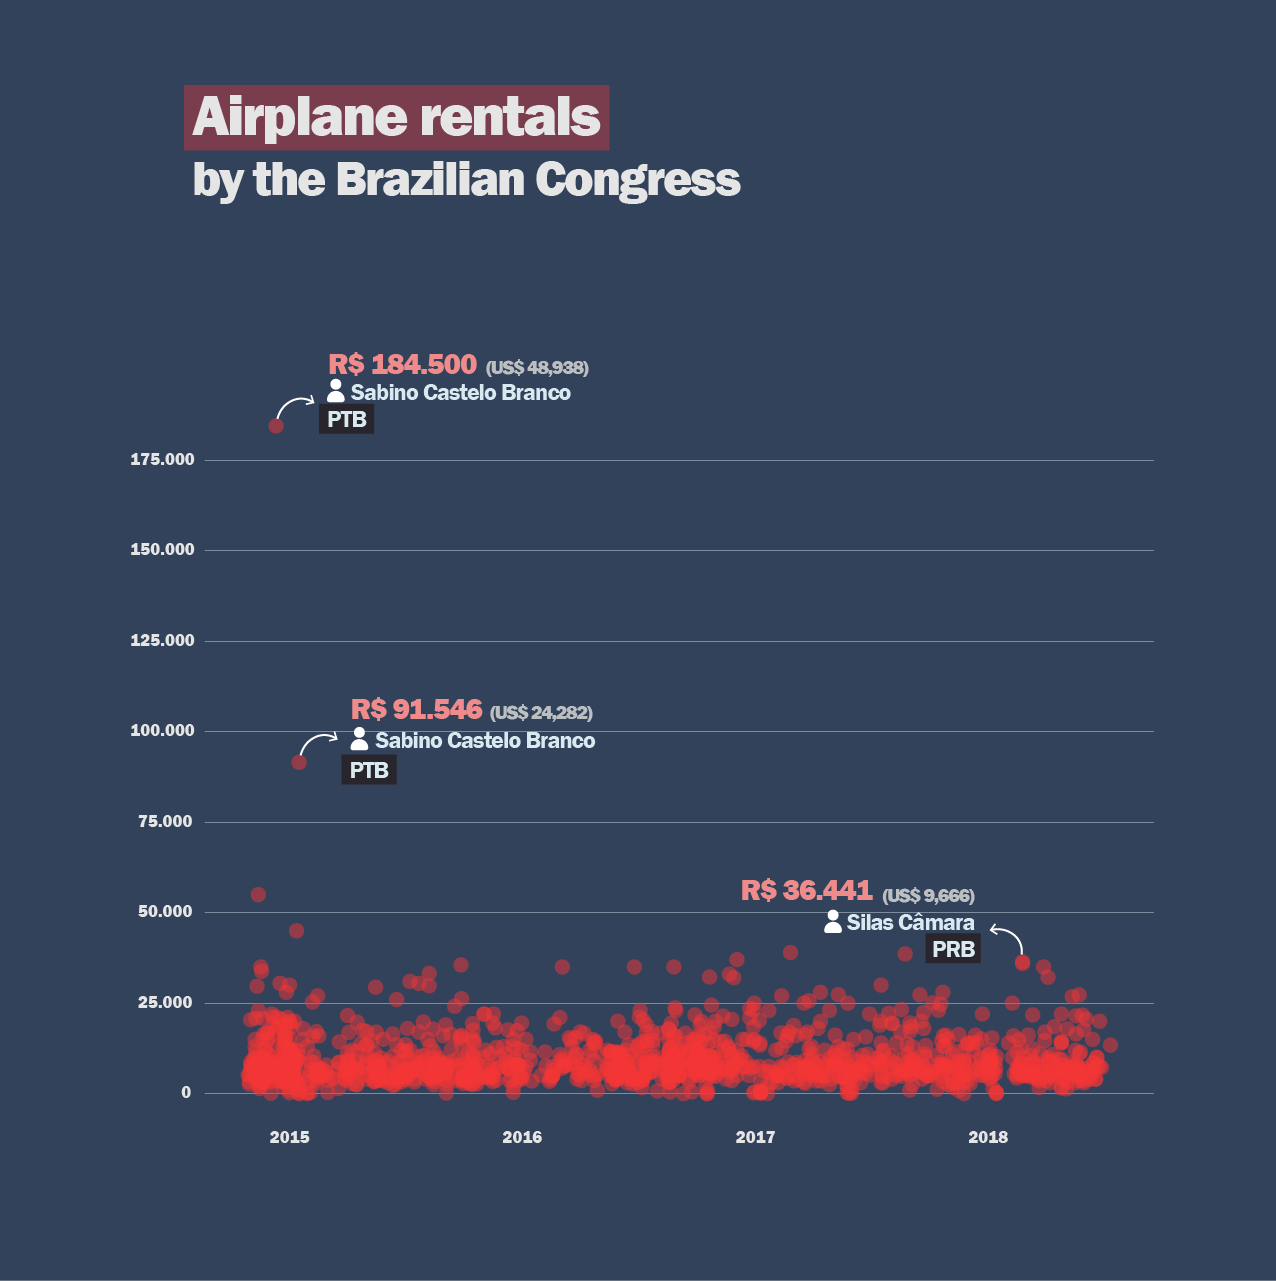 Airplane rentals
by the Brazilian Congress
R$ 184.500 (US$ 48,938)
Sabino Castelo Branco
PTB
175.000
150.000
125.000
R$ 91.546 (US$ 24,282)
100.000
Sabino Castelo Branco
PTB
75.000
R$ 36.441 (US$ 9,666)
50.000
Silas Câmara
PRB
25.000
0
2015 2016 2017 2018